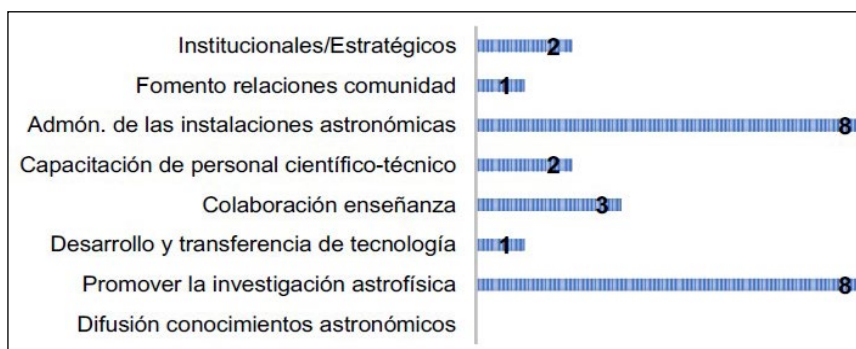 Institucionales/Estratégicos 2
Fomento relaciones comunidad 1
Admón. de las instalaciones astronómicas 8
Capacitación de personal científico-técnico 2
Colaboración enseñanza 3
Desarrollo y transferencia de tecnología 1
Promover la investigación astrofísica 8
Difusión conocimientos astronómicos